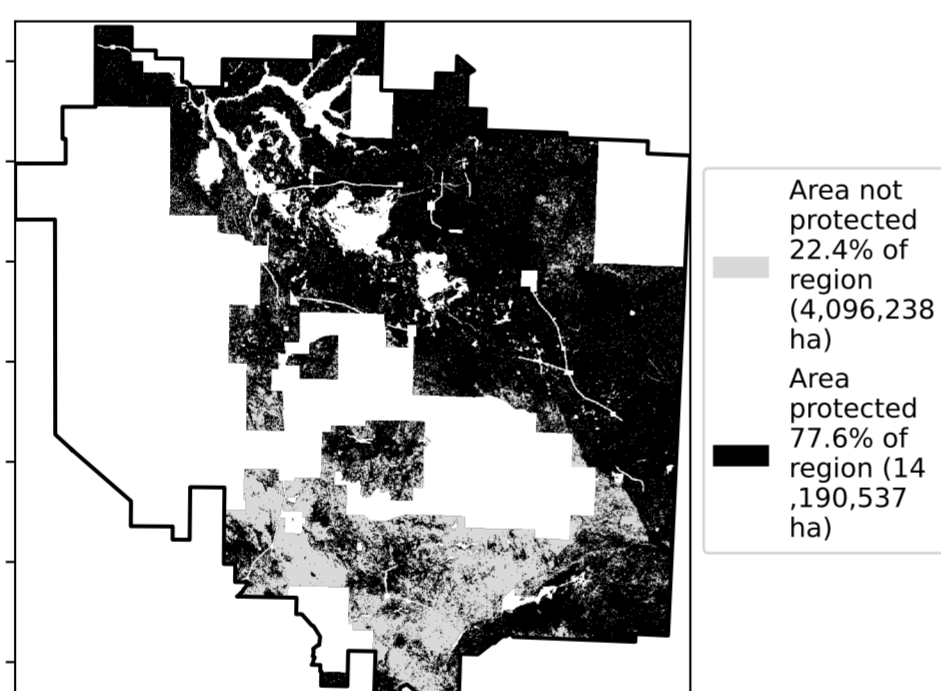 Area not
protected
22.4% of
region
(4,096,238
ha)
Area
protected
77.6% of
region (14
,190,537
ha)